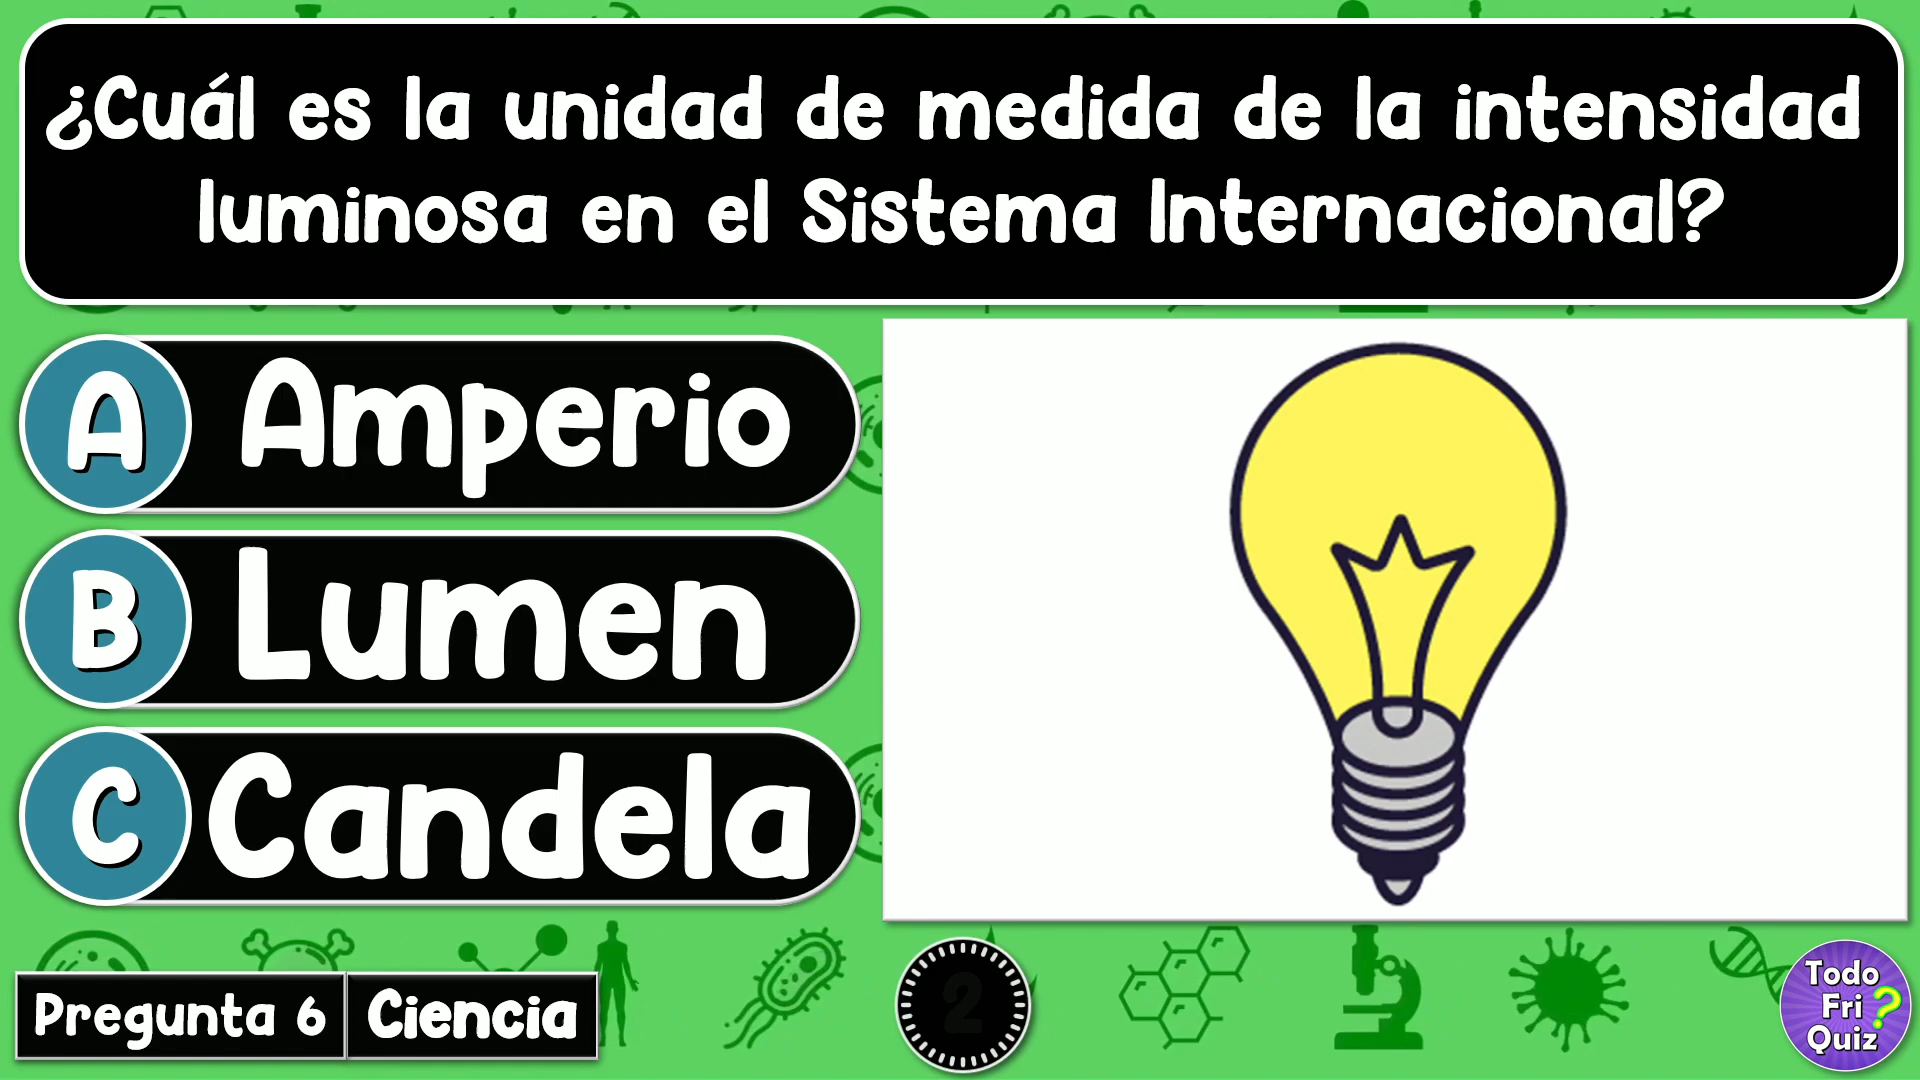 ¿Cuál es la unidad de medida de la intensidad
luminosa en el Sistema Internacional?
A Amperio
B Lumen
C Candela
Pregunta 6 Ciencia
2
Todo
Fri
Quiz ?